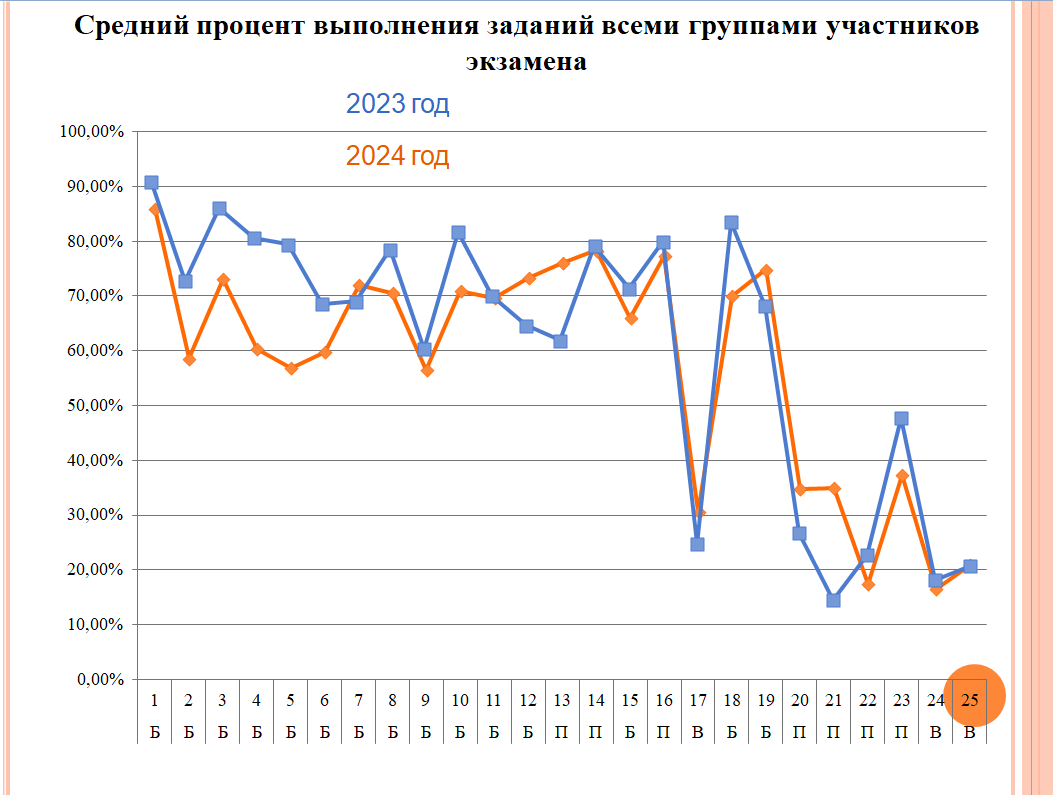 Средний процент выполнения заданий всеми группами участников
экзамена
2023 год
2024 год
100,00%
90,00%
80,00%
70,00%
60,00%
50,00%
40,00%
30,00%
20,00%
10,00%
0,00%
1 2 3 4 5 6 7 8 9 10 11 12 13 14 15 16 17 18 19 20 21 22 23 24 25
Б Б Б Б Б Б Б Б Б Б Б Б П П Б П В Б Б П П П П В В